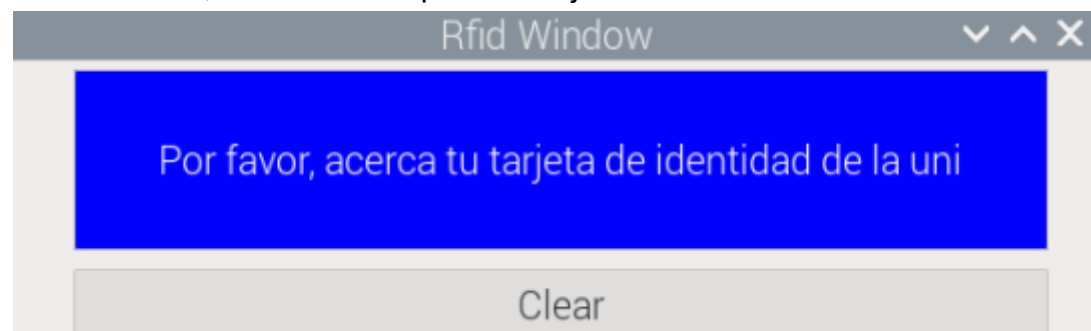 Rfid Window
Por favor, acerca tu tarjeta de identidad de la uni
Clear